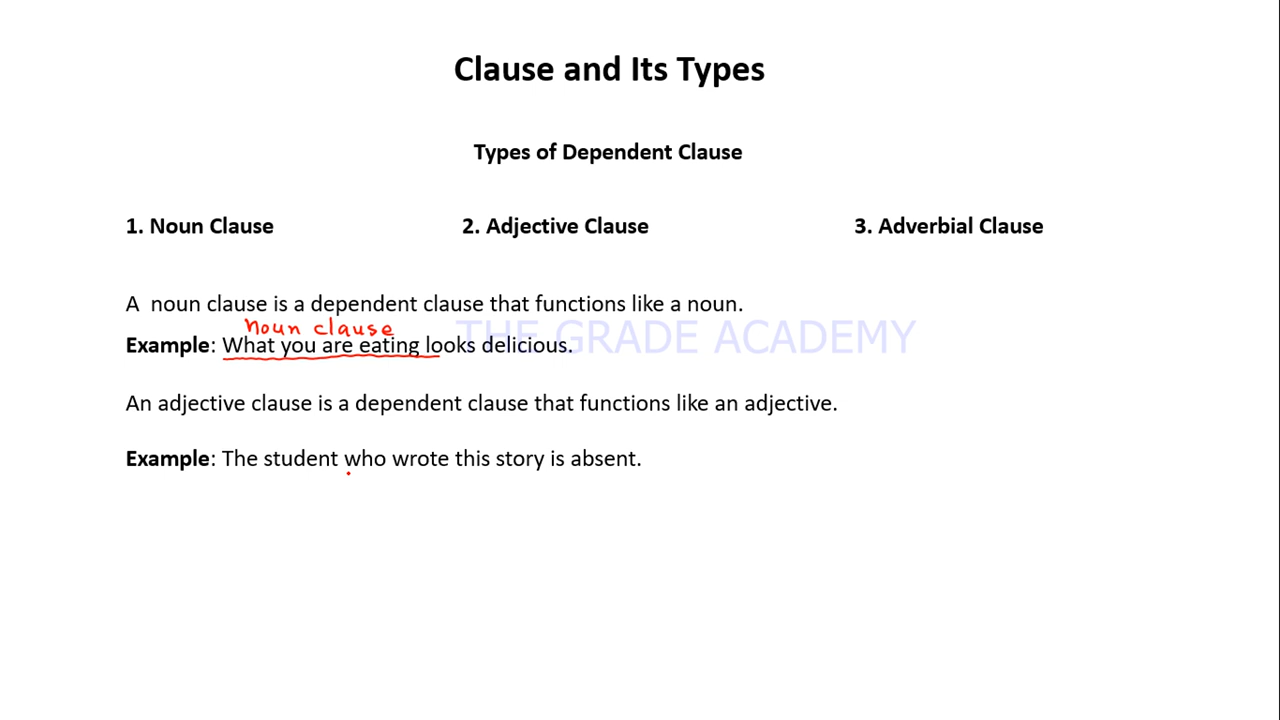 Clause and Its Types
Types of Dependent Clause
1. Noun Clause 2. Adjective Clause 3. Adverbial Clause
A noun clause is a dependent clause that functions like a noun.
noun clause
THE GRADE ACADEMY
Example: What you are eating looks delicious.
An adjective clause is a dependent clause that functions like an adjective.
Example: The student who wrote this story is absent.